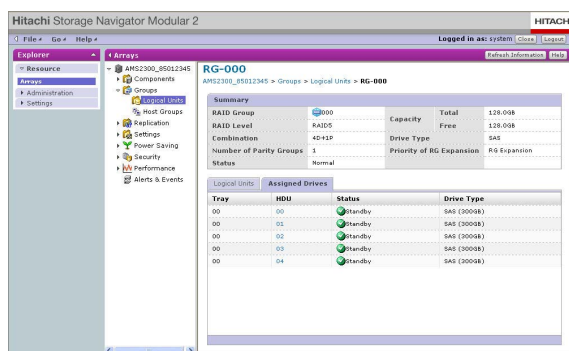 Hitachi Storage Navigator Modular 2
HITACH
File Go Help
Logged in as: system Close Logout
Explorer
Resource
Arrays
Administration
Settings
Arrays
Refresh Information Help
AMS2300_85012345
Components
Groups
Logical Units
Host Groups
Replication
Settings
Power Saving
Security
Performance
Alerts & Events
RG-000
AMS2300_85012345 > Groups > Logical Units > RG-000
Summary
RAID Group 000 Capacity Total 128.0GB
RAID Level RAID5 Free 128.0GB
Combination 4D+1P Drive Type SAS
Number of Parity Groups 1 Priority of RG Expansion RG Expansion
Status Normal
Logical Units Assigned Drives
Tray HDU Status Drive Type
00 00 Standby SAS (300GB)
00 01 Standby SAS (300GB)
00 02 Standby SAS (300GB)
00 03 Standby SAS (300GB)
00 04 Standby SAS (300GB)